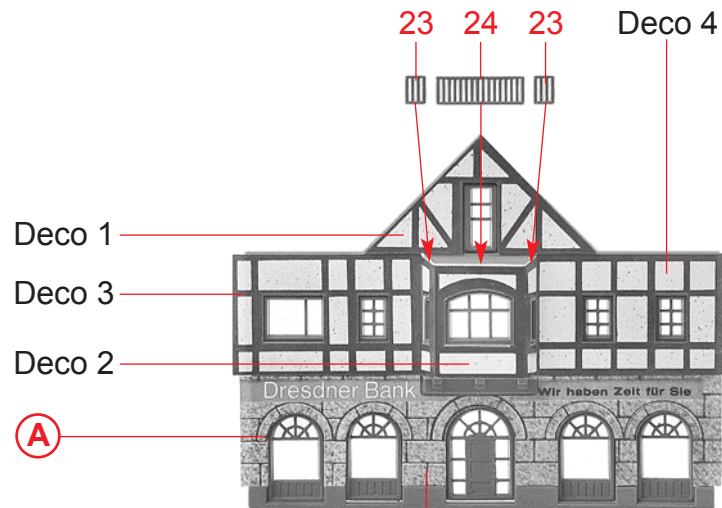 23 24 23 Deco 4
Deco 1
Deco 3
Deco 2
Dresdner Bank Wir haben Zeit für Sie
A